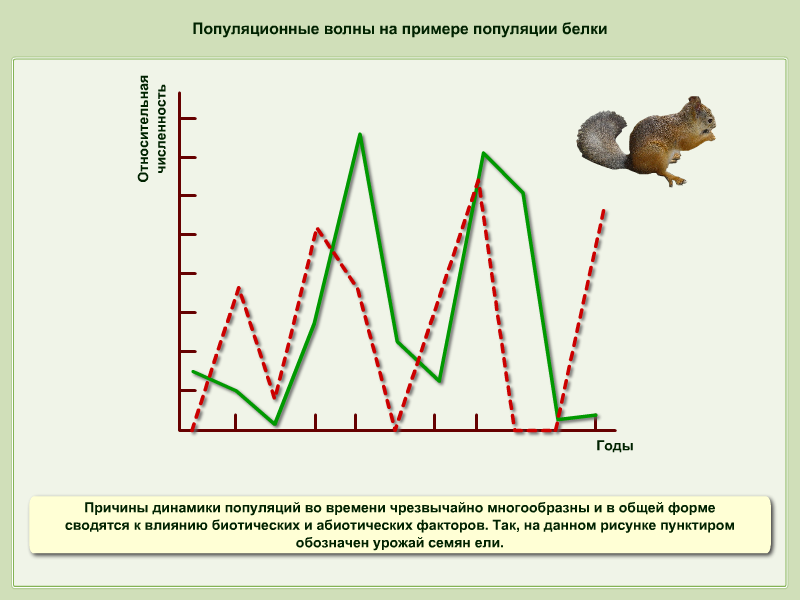 Популяционные волны на примере популяции белки
Относительная
численность
Годы
Причины динамики популяций во времени чрезвычайно многообразны и в общей форме
сводятся к влиянию биотических и абиотических факторов. Так, на данном рисунке пунктиром
обозначен урожай семян ели.